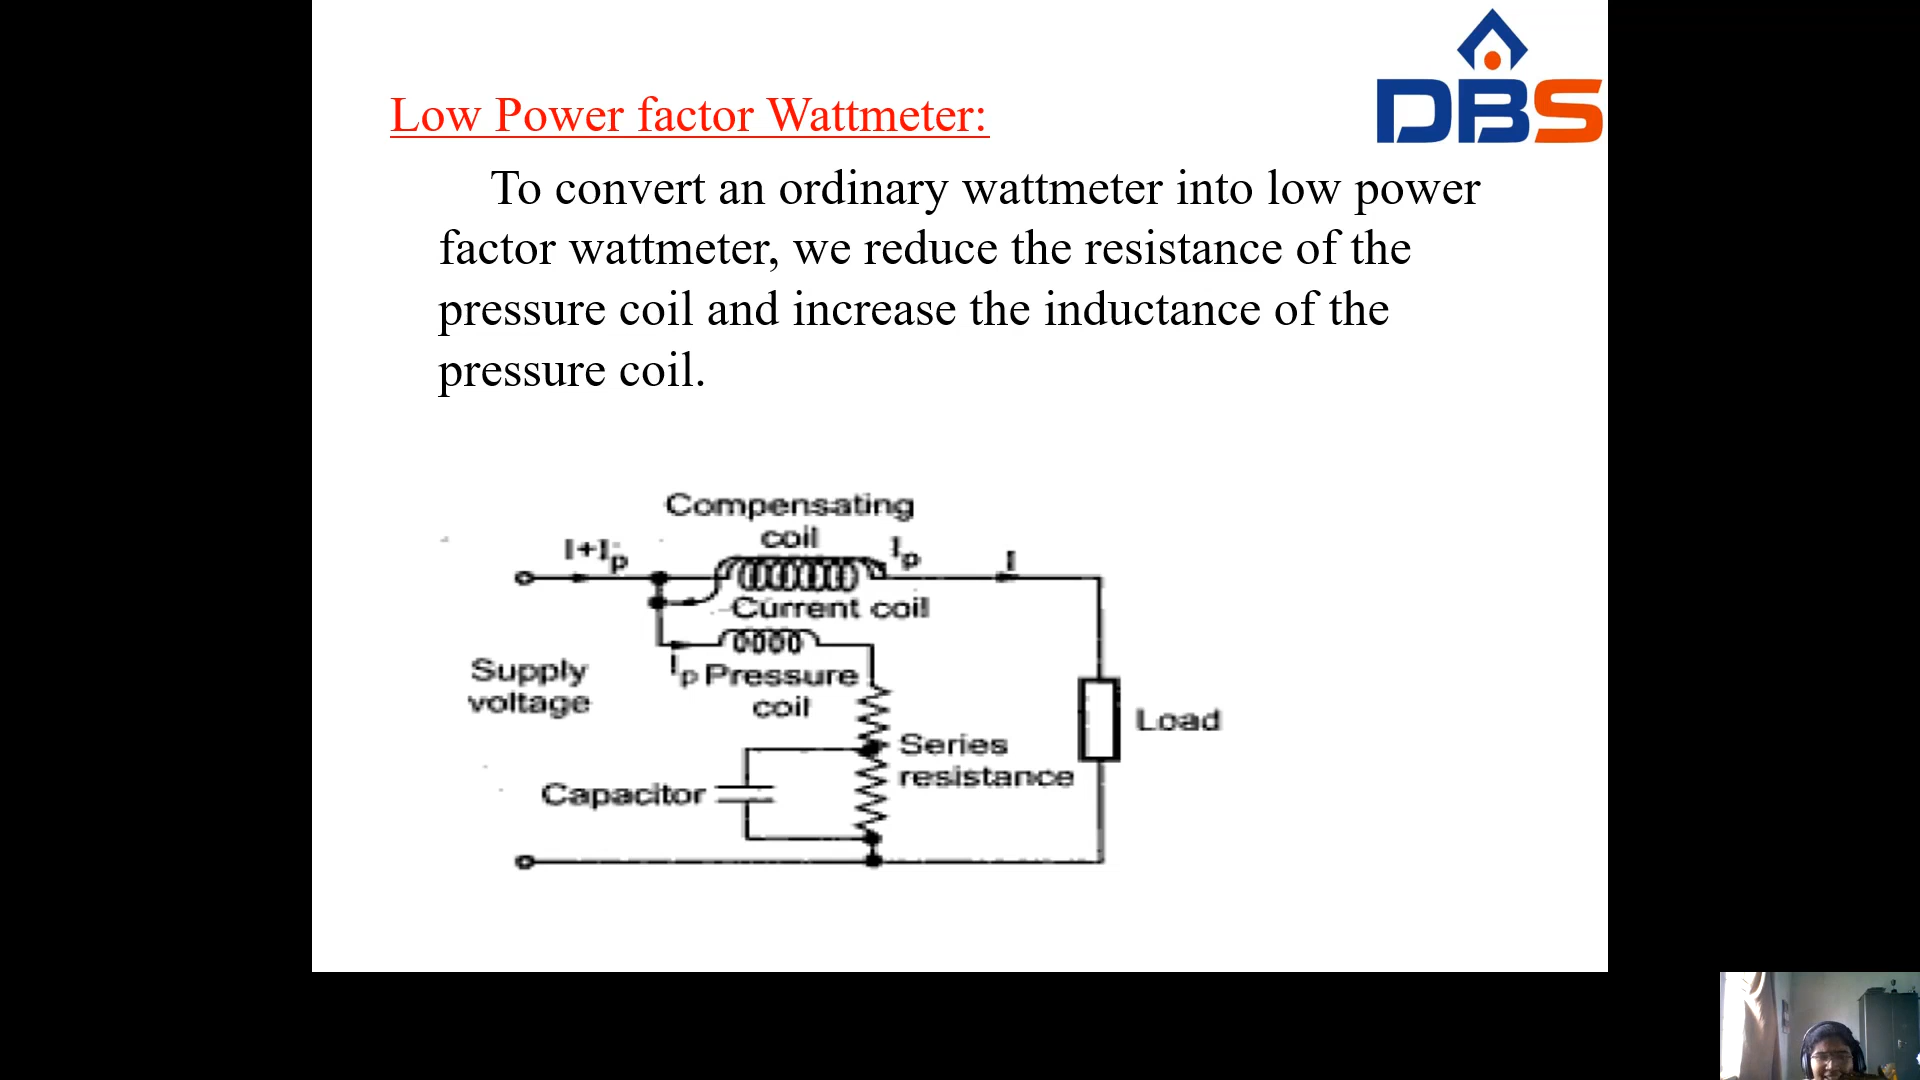 DBS
Low Power factor Wattmeter:
To convert an ordinary wattmeter into low power
factor wattmeter, we reduce the resistance of the
pressure coil and increase the inductance of the
pressure coil.
Compensating
coil
I+Ip
Ip
I
Current coil
Ip Pressure
coil
Supply
voltage
Series
resistance
Load
Capacitor